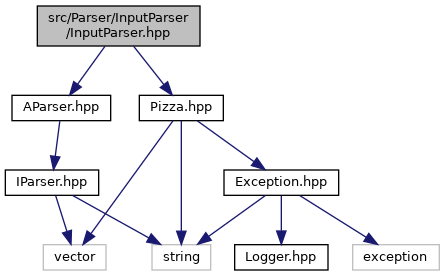 src/Parser/InputParser
/InputParser.hpp
AParser.hpp
Pizza.hpp
IParser.hpp
Exception.hpp
vector
string
Logger.hpp
exception